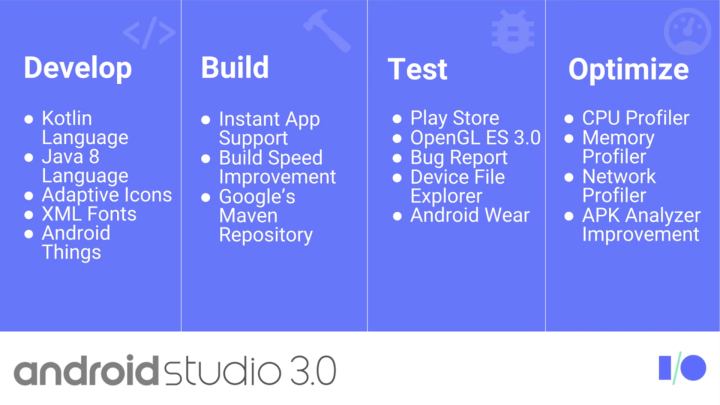 Develop
● Kotlin
Language
● Java 8
Language
● Adaptive Icons
● XML Fonts
● Android
Things
Build
● Instant App
Support
● Build Speed
Improvement
● Google’s
Maven
Repository
Test
● Play Store
● OpenGL ES 3.0
● Bug Report
● Device File
Explorer
● Android Wear
Optimize
● CPU Profiler
● Memory
Profiler
● Network
Profiler
● APK Analyzer
Improvement
androidstudio 3.0
I/O